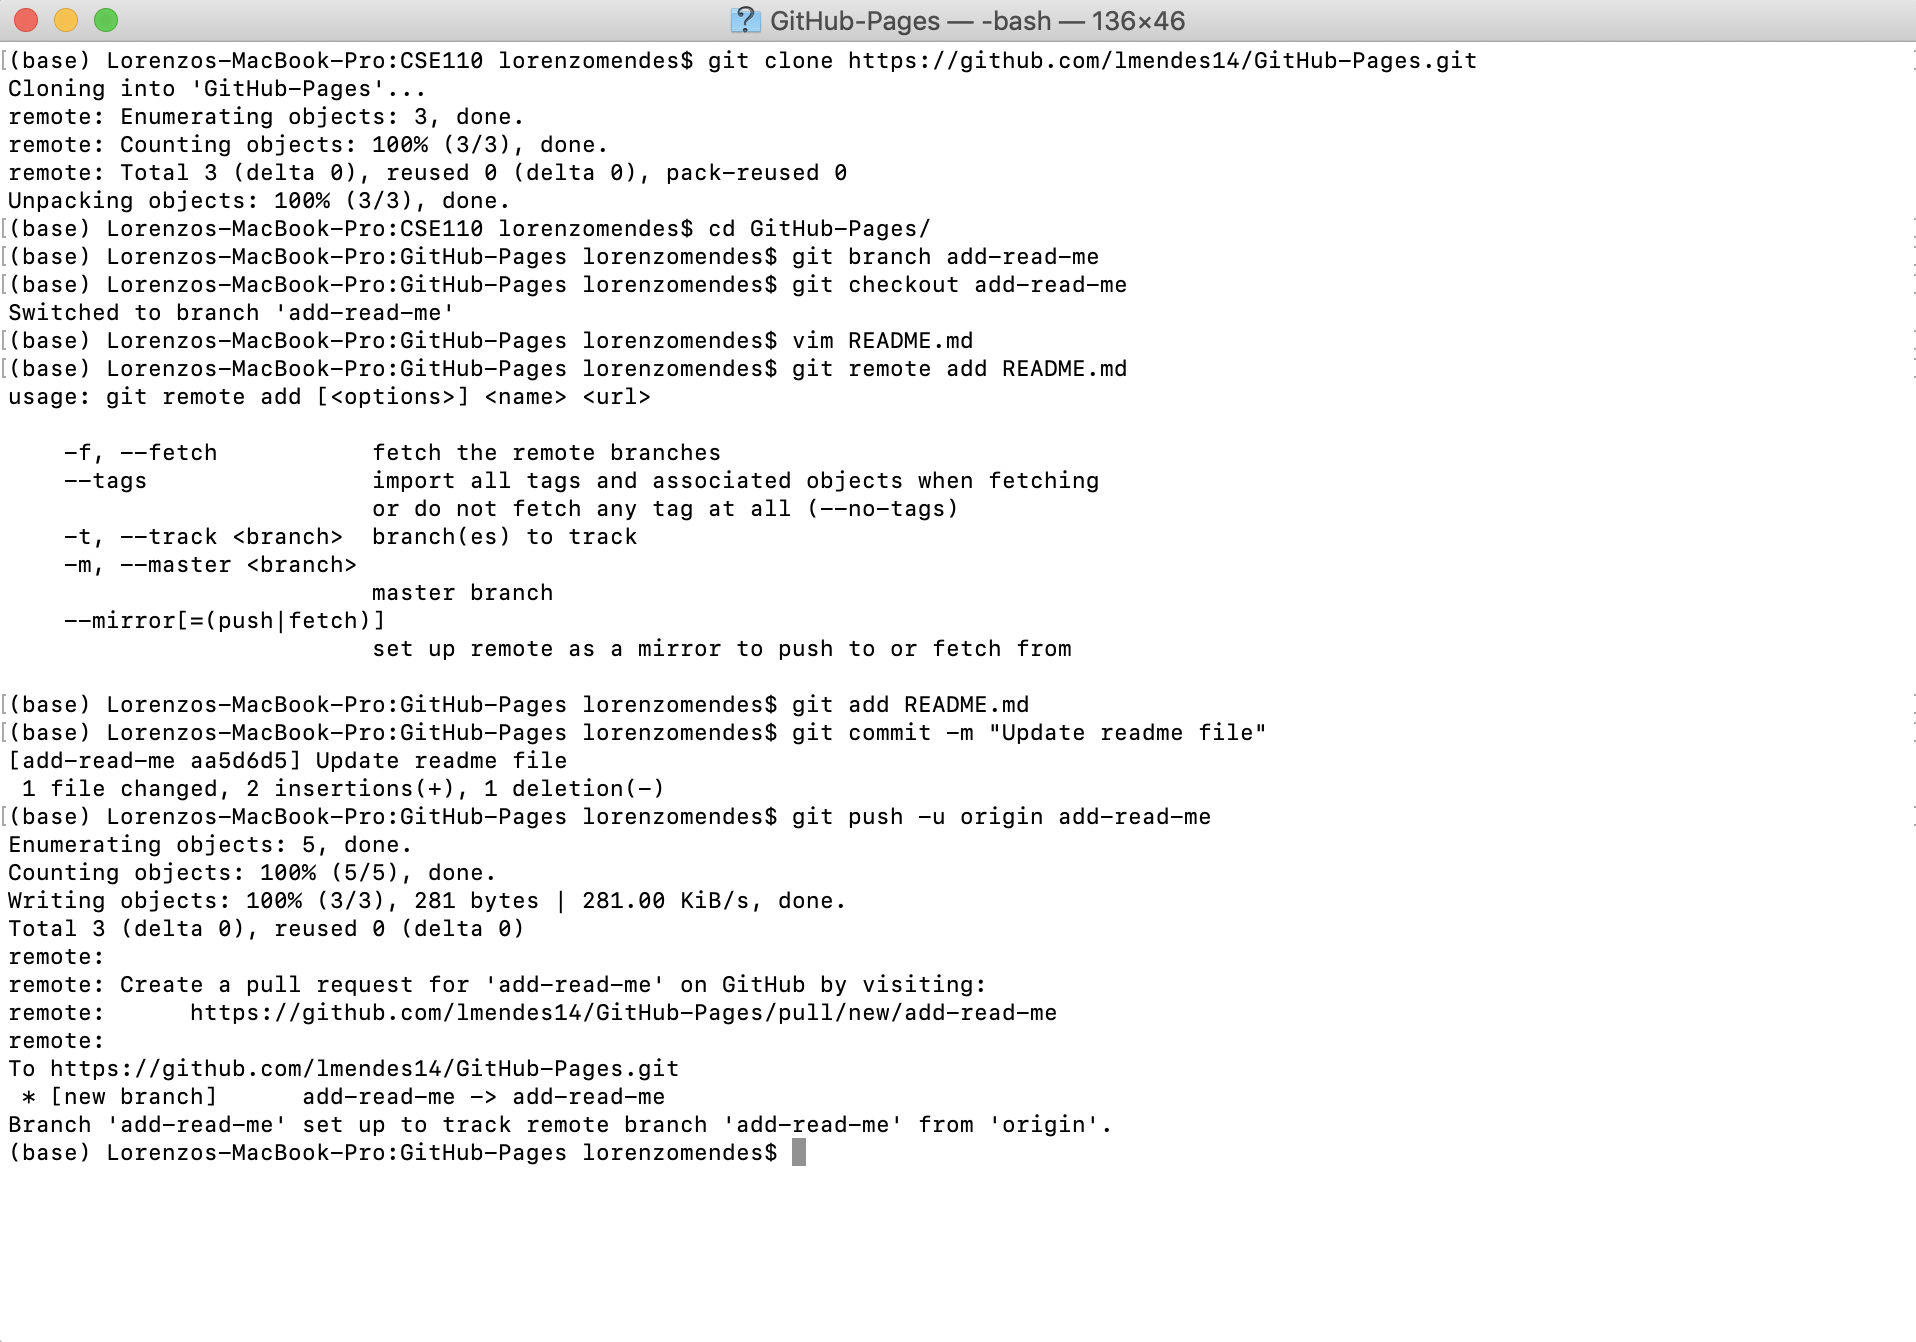 GitHub-Pages — -bash — 136×46
(base) Lorenzos-MacBook-Pro:CSE110 lorenzomendes$ git clone https://github.com/lmendes14/GitHub-Pages.git
Cloning into 'GitHub-Pages'...
remote: Enumerating objects: 3, done.
remote: Counting objects: 100% (3/3), done.
remote: Total 3 (delta 0), reused 0 (delta 0), pack-reused 0
Unpacking objects: 100% (3/3), done.
(base) Lorenzos-MacBook-Pro:CSE110 lorenzomendes$ cd GitHub-Pages/
(base) Lorenzos-MacBook-Pro:GitHub-Pages lorenzomendes$ git branch add-read-me
(base) Lorenzos-MacBook-Pro:GitHub-Pages lorenzomendes$ git checkout add-read-me
Switched to branch 'add-read-me'
(base) Lorenzos-MacBook-Pro:GitHub-Pages lorenzomendes$ vim README.md
(base) Lorenzos-MacBook-Pro:GitHub-Pages lorenzomendes$ git remote add README.md
usage: git remote add [<options>] <name> <url>

    -f, --fetch           fetch the remote branches
    --tags                import all tags and associated objects when fetching
                          or do not fetch any tag at all (--no-tags)
    -t, --track <branch>  branch(es) to track
    -m, --master <branch>
                          master branch
    --mirror[=(push|fetch)]
                          set up remote as a mirror to push to or fetch from

(base) Lorenzos-MacBook-Pro:GitHub-Pages lorenzomendes$ git add README.md
(base) Lorenzos-MacBook-Pro:GitHub-Pages lorenzomendes$ git commit -m "Update readme file"
[add-read-me aa5d6d5] Update readme file
 1 file changed, 2 insertions(+), 1 deletion(-)
(base) Lorenzos-MacBook-Pro:GitHub-Pages lorenzomendes$ git push -u origin add-read-me
Enumerating objects: 5, done.
Counting objects: 100% (5/5), done.
Writing objects: 100% (3/3), 281 bytes | 281.00 KiB/s, done.
Total 3 (delta 0), reused 0 (delta 0)
remote:
remote: Create a pull request for 'add-read-me' on GitHub by visiting:
remote:      https://github.com/lmendes14/GitHub-Pages/pull/new/add-read-me
remote:
To https://github.com/lmendes14/GitHub-Pages.git
 * [new branch]      add-read-me -> add-read-me
Branch 'add-read-me' set up to track remote branch 'add-read-me' from 'origin'.
(base) Lorenzos-MacBook-Pro:GitHub-Pages lorenzomendes$